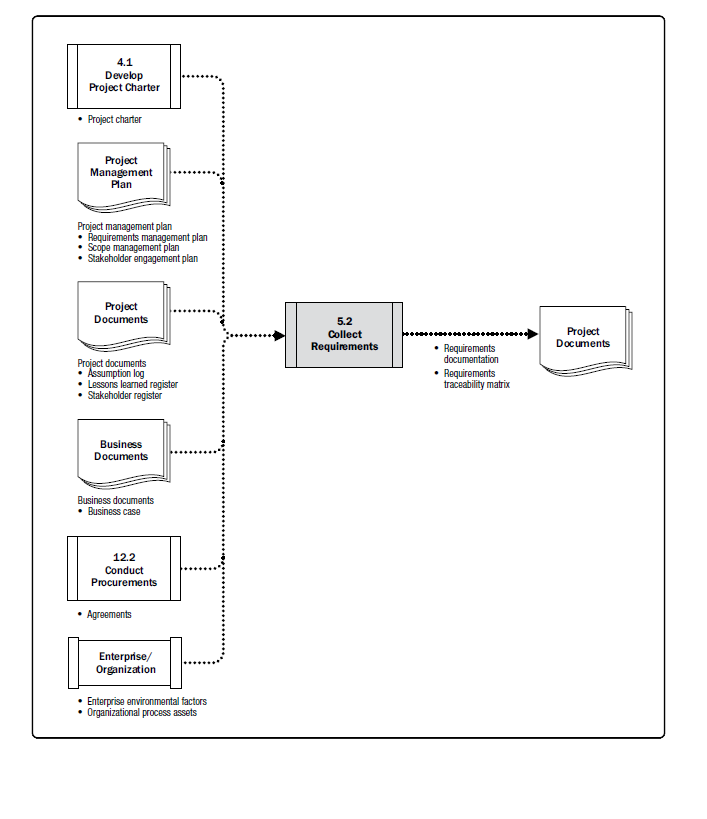 4.1
Develop
Project Charter
• Project charter
Project
Management
Plan
Project management plan
• Requirements management plan
• Scope management plan
• Stakeholder engagement plan
Project
Documents
Project documents
• Assumption log
• Lessons learned register
• Stakeholder register
Business
Documents
Business documents
• Business case
12.2
Conduct
Procurements
• Agreements
Enterprise/
Organization
• Enterprise environmental factors
• Organizational process assets
5.2
Collect
Requirements
• Requirements
documentation
• Requirements
traceability matrix
Project
Documents